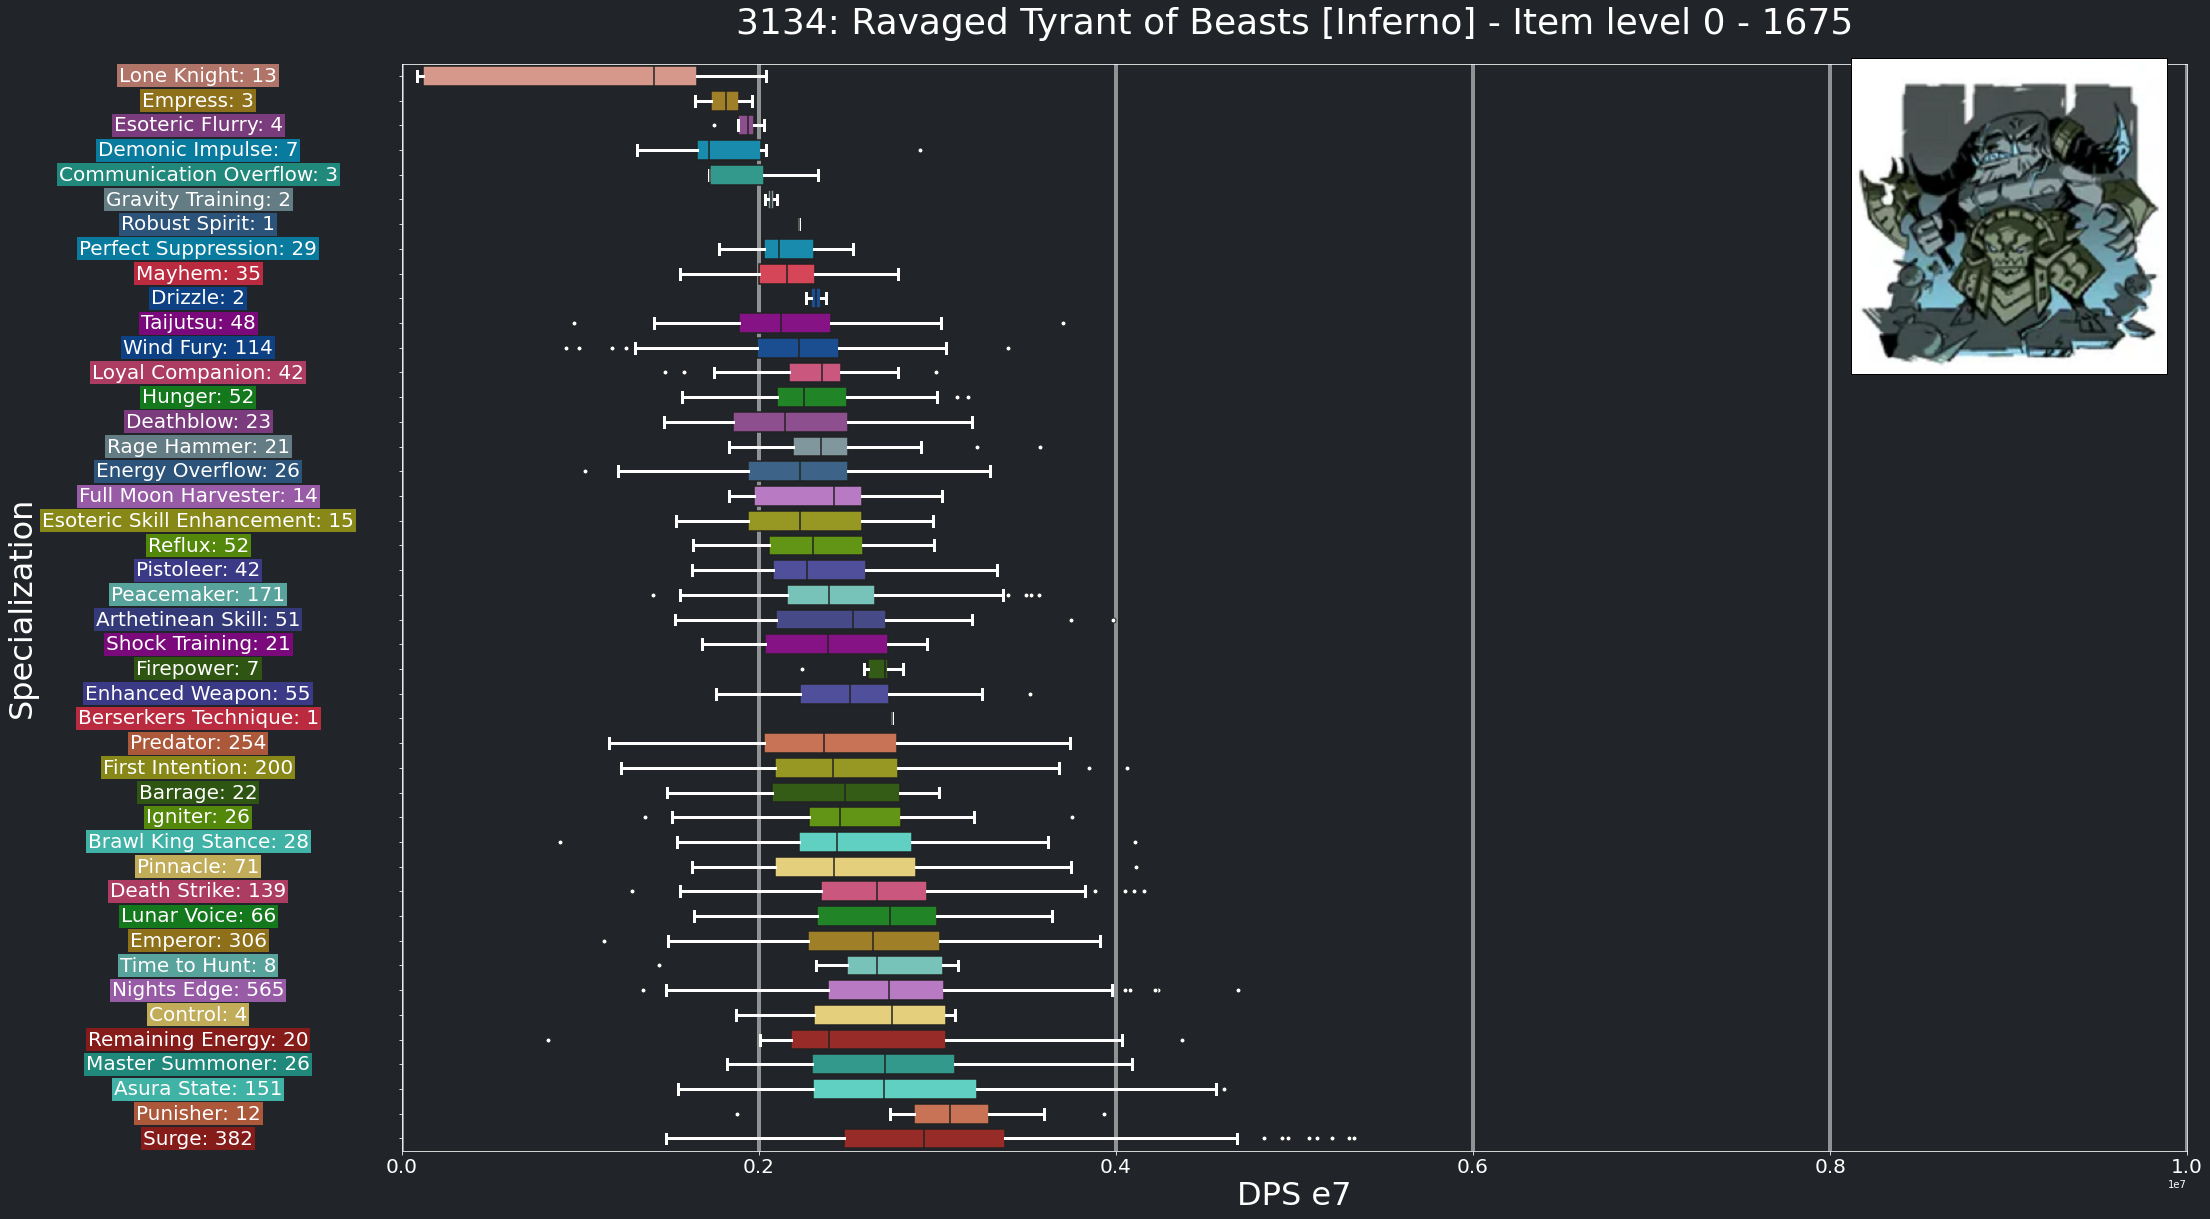 3134: Ravaged Tyrant of Beasts [Inferno] - Item level 0 - 1675
Specialization
Lone Knight: 13
Empress: 3
Esoteric Flurry: 4
Demonic Impulse: 7
Communication Overflow: 3
Gravity Training: 2
Robust Spirit: 1
Perfect Suppression: 29
Mayhem: 35
Drizzle: 2
Taijutsu: 48
Wind Fury: 114
Loyal Companion: 42
Hunger: 52
Deathblow: 23
Rage Hammer: 21
Energy Overflow: 26
Full Moon Harvester: 14
Esoteric Skill Enhancement: 15
Reflux: 52
Pistoleer: 42
Peacemaker: 171
Arthetinean Skill: 51
Shock Training: 21
Firepower: 7
Enhanced Weapon: 55
Berserkers Technique: 1
Predator: 254
First Intention: 200
Barrage: 22
Igniter: 26
Brawl King Stance: 28
Pinnacle: 71
Death Strike: 139
Lunar Voice: 66
Emperor: 306
Time to Hunt: 8
Nights Edge: 565
Control: 4
Remaining Energy: 20
Master Summoner: 26
Asura State: 151
Punisher: 12
Surge: 382
0.0 0.2 0.4 0.6 0.8 1.0
1e7
DPS e7